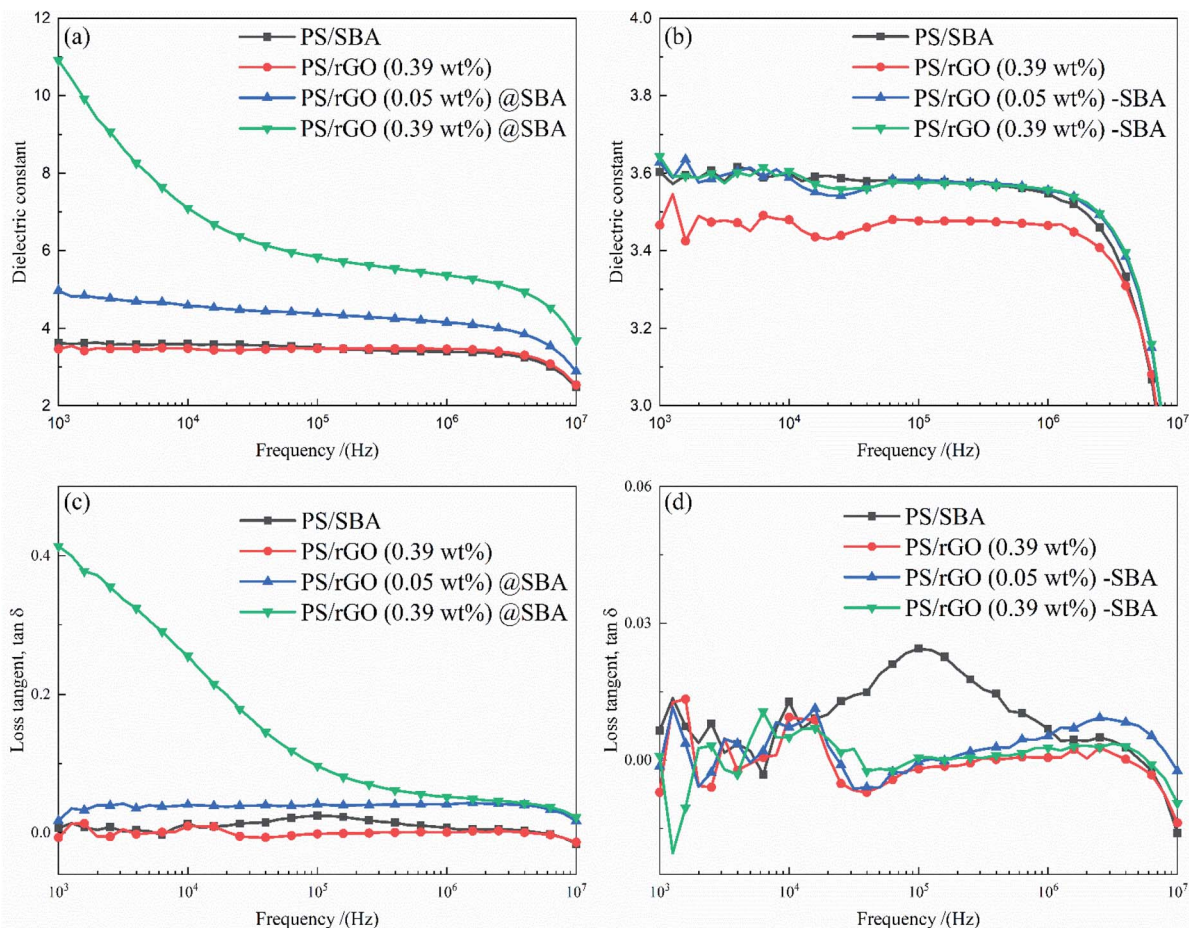 (a)
PS/SBA
PS/rGO (0.39 wt%)
PS/rGO (0.05 wt%) @SBA
PS/rGO (0.39 wt%) @SBA
Dielectric constant
12
10
8
6
4
2
10³
10⁴
10⁵
10⁶
10⁷
Frequency /(Hz)
(b)
PS/SBA
PS/rGO (0.39 wt%)
PS/rGO (0.05 wt%) -SBA
PS/rGO (0.39 wt%) -SBA
Dielectric constant
4.0
3.8
3.6
3.4
3.2
3.0
10³
10⁴
10⁵
10⁶
10⁷
Frequency /(Hz)
(c)
PS/SBA
PS/rGO (0.39 wt%)
PS/rGO (0.05 wt%) @SBA
PS/rGO (0.39 wt%) @SBA
Loss tangent, tan δ
0.4
0.2
0.0
10³
10⁴
10⁵
10⁶
10⁷
Frequency /(Hz)
(d)
PS/SBA
PS/rGO (0.39 wt%)
PS/rGO (0.05 wt%) -SBA
PS/rGO (0.39 wt%) -SBA
Loss tangent, tan δ
0.06
0.03
0.00
10³
10⁴
10⁵
10⁶
10⁷
Frequency /(Hz)